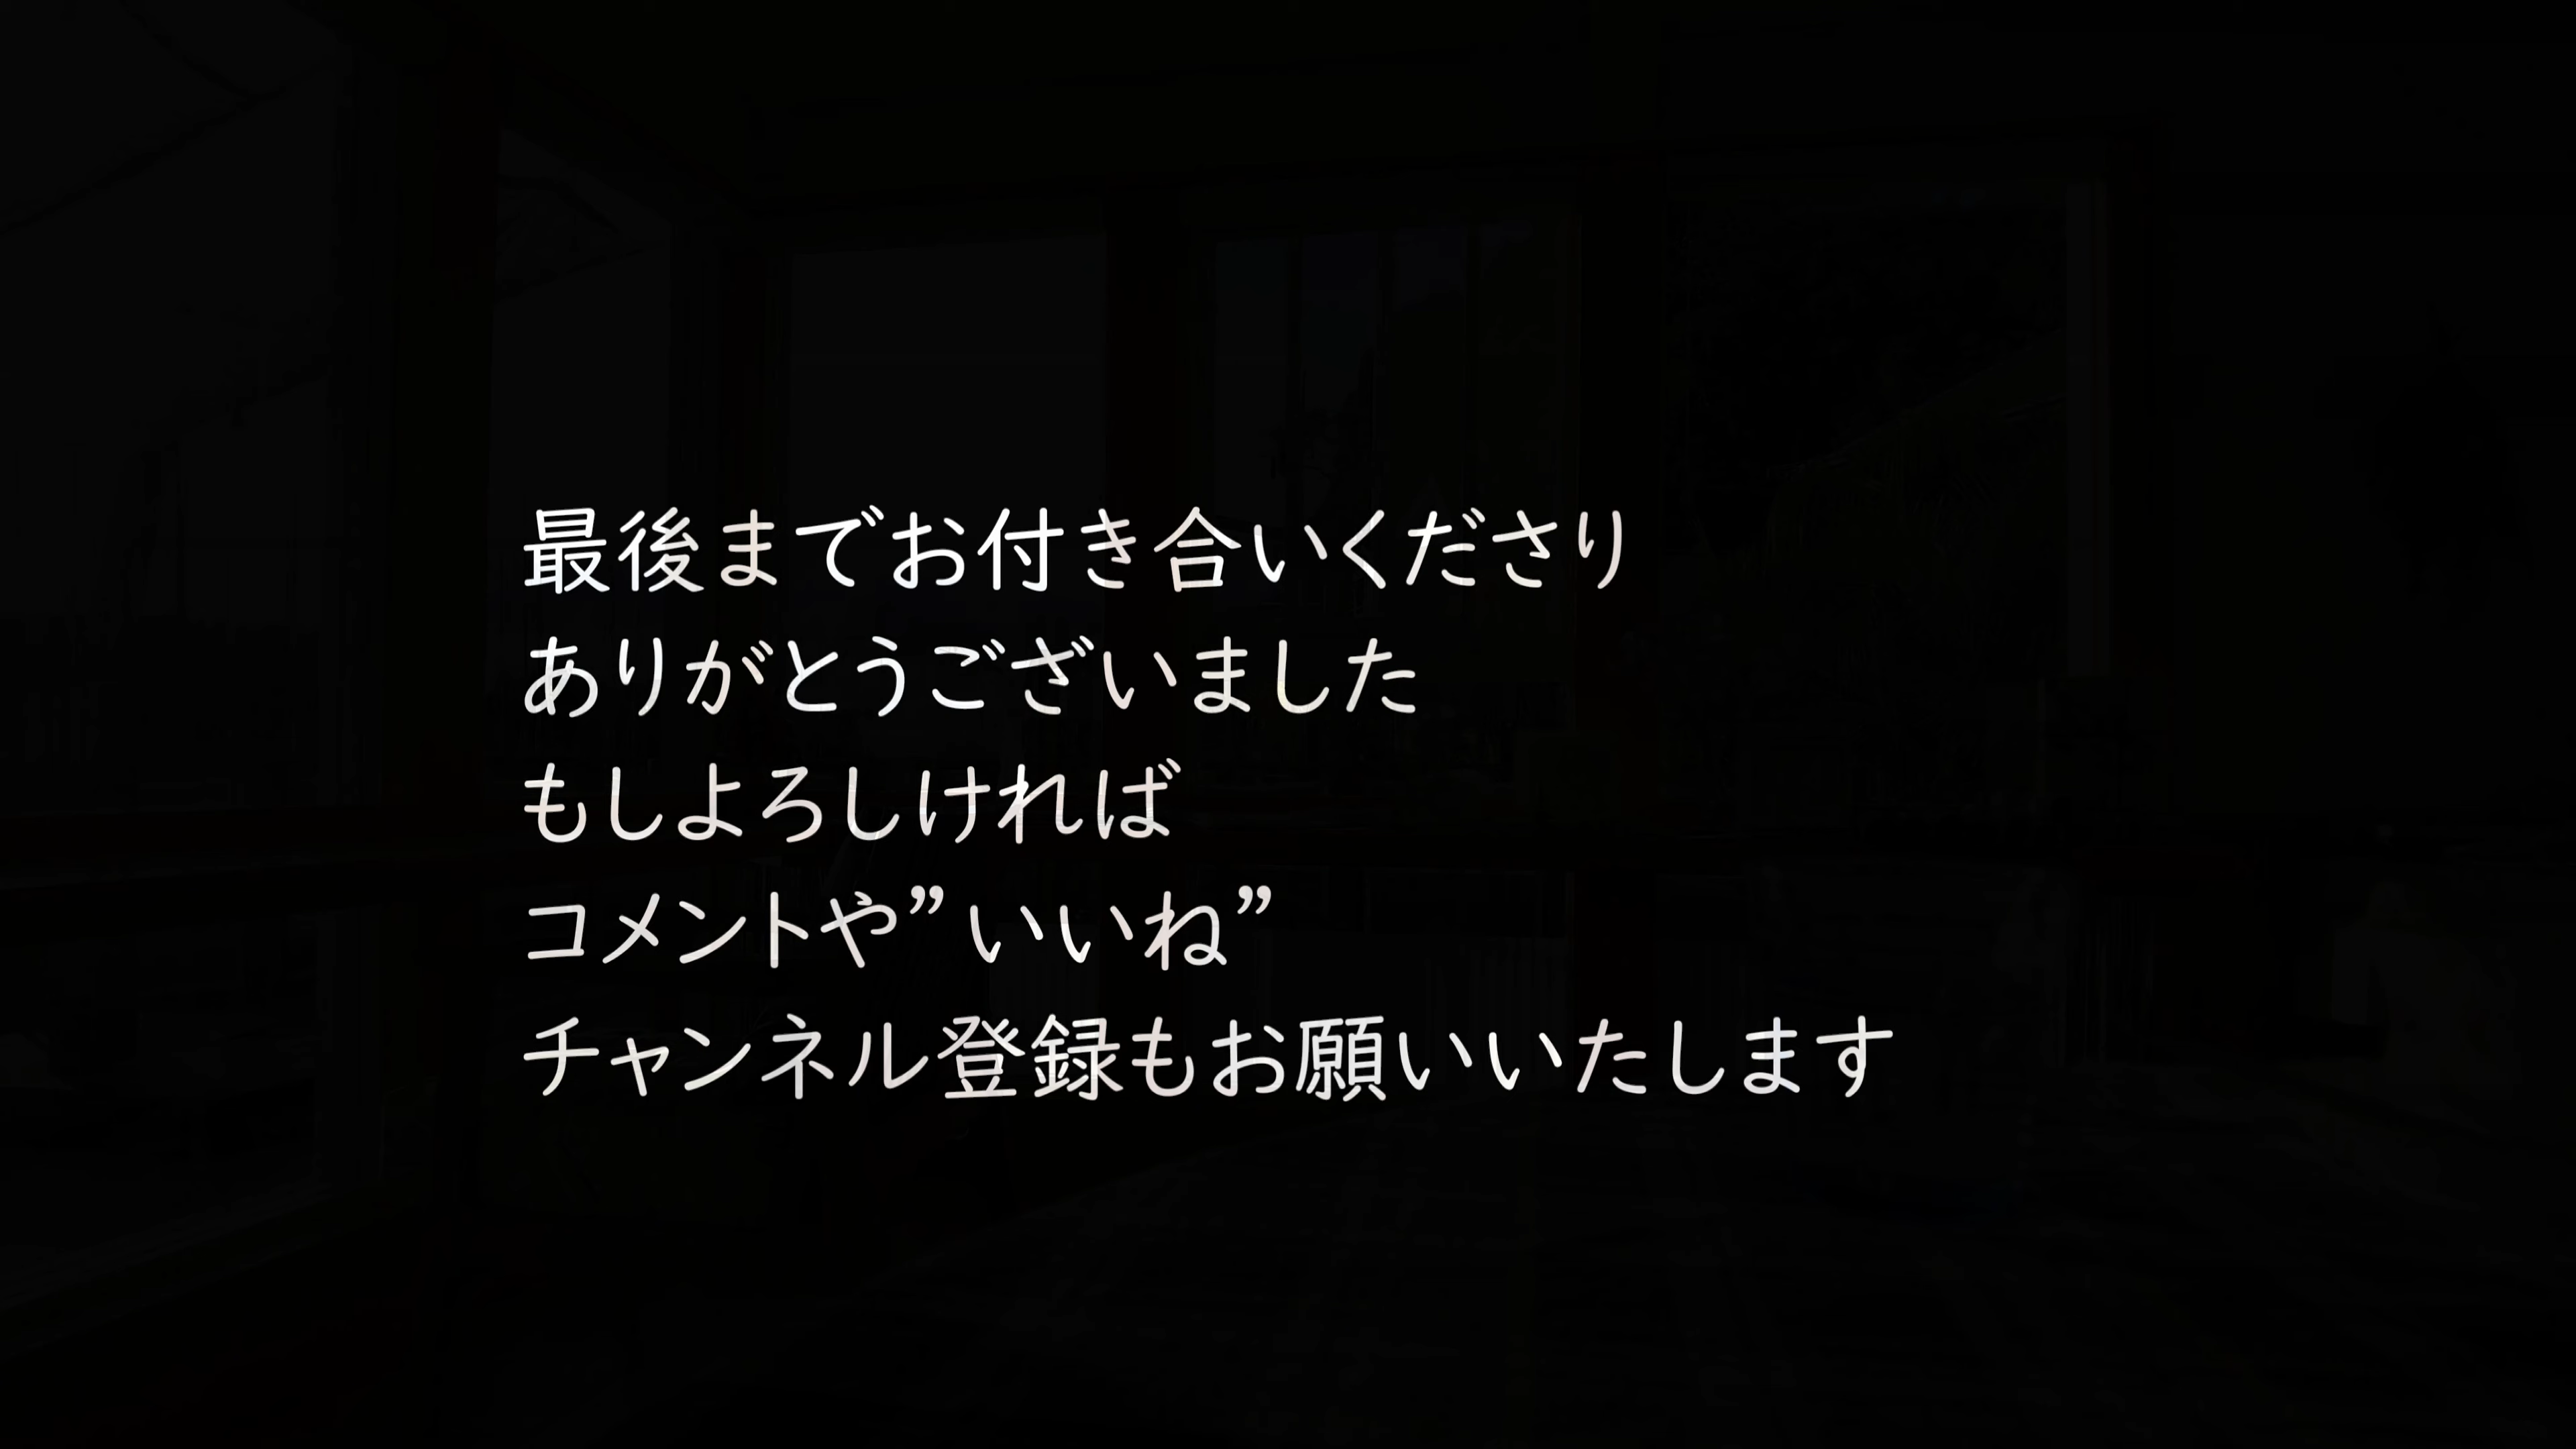 最後までお付き合いくださり
ありがとうございました
もしよろしければ
コメントや”いいね”
チャンネル登録もお願いいたします